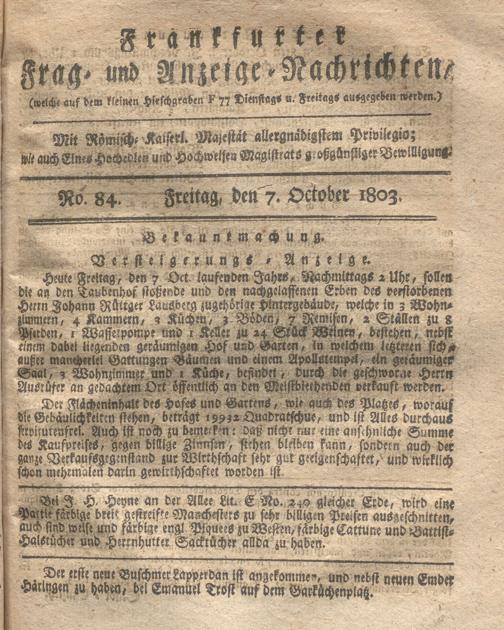 Frankfurter
Frag- und Anzeige-Nachrichten,
(welche auf dem kleinen Hirschgraben F 77 Dienstags u. Freitags ausgegeben werden.)
Mit Römisch-Kaiserl. Majestät allergnädigstem Privilegio;
wie auch Eines Hochedlen und Hochweisen Magistrats großgünstiger Bewilligung.
No. 84. Freitag, den 7. October 1803.
Bekanntmachung.
Versteigerungs-Anzeige.
Heute Freitag, den 7 Oct. laufenden Jahrs, Nachmittags 2 Uhr, sollen
die an den Taubenhof stoßende und den nachgelassenen Erben des verstorbenen
Herrn Johann Rüttger Lausberg zugehörige Hintergebäude, welche in 3 Wohn-
zimmern, 4 Kammern, 2 Küchen, 3 Böden, 7 Remisen, 2 Ställen zu 8
Pferden, 1 Wasserpompe und 1 Keller zu 24 Stück Weinen, bestehen, nebst
einem dabei liegenden geräumigen Hof und Garten, in welchem letzteren sich,
außer mancherlei Gattungen Bäumen und einem Apollstempel, ein geräumiger
Saal, 3 Wohnzimmer und 1 Küche, befindet, durch die geschworne Herrn
Ausrüfer an gedachtem Ort öffentlich an den Meistbiethenden verkauft werden.
Der Flächeninhalt des Hofes und Gartens, wie auch des Platzes, worauf
die Gebäulichkeiten stehen, beträgt 19932 Quadratschue, und ist Alles durchaus
Auch ist noch zu bemerken: daß nicht nur eine ansehnliche Summe
des Kaufpreises, gegen billige Zinnsen, stehen bleiben kann, sondern auch der
ganze Verkaufsgegenstand zur Wirthschaft sehr gut geeigenschaftet, und wirklich
schon mehemalen darin gewirthschaftet worden ist.
Bei J. H. Heyne an der Allee Lit. E No. 240 gleicher Erde, wird eine
Partie färbige breit gestreifte Manchesters zu sehr billigen Preisen ausgeschnitten,
auch sind weise und färbige engl. Piquees zu Westen, färbige Cattune und Battist-
Halstücher und Herrnhutter Sacktücher allda zu haben.
Der erste neue Buschmer Lapperdan ist angekommen, und nebst neuen Emder
Häringen zu haben, bei Emanuel Trost auf dem Garküchenplatz.